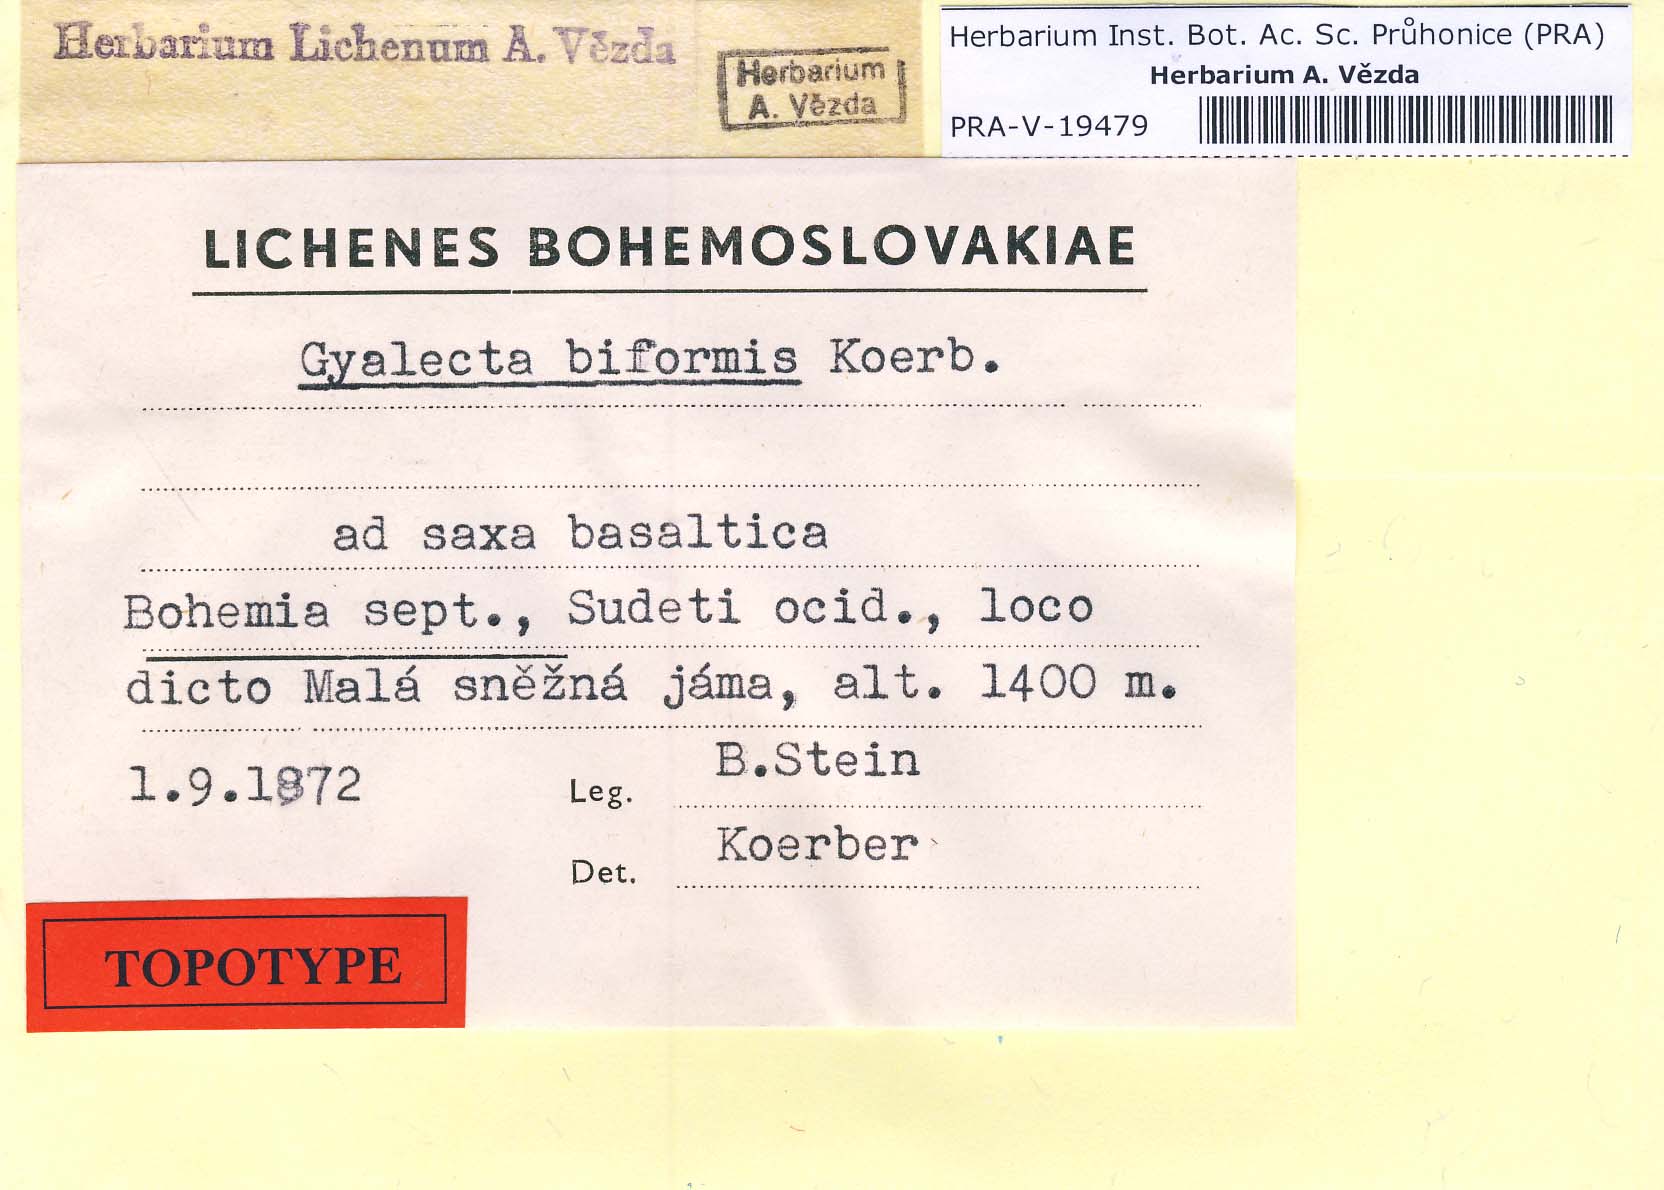 Herbarium Lichenum A. Vězda
Herbarium
A. Vězda
Herbarium Inst. Bot. Ac. Sc. Průhonice (PRA)
Herbarium A. Vězda
PRA-V-19479
LICHENES BOHEMOSLOVAKIAE
Gyalecta biformis Koerb.
ad saxa basaltica
Bohemia sept., Sudeti ocid., loco
dicto Malá sněžná jáma, alt. 1400 m.
1.9.1872
Leg. B.Stein
Det. Koerber
TOPOTYPE